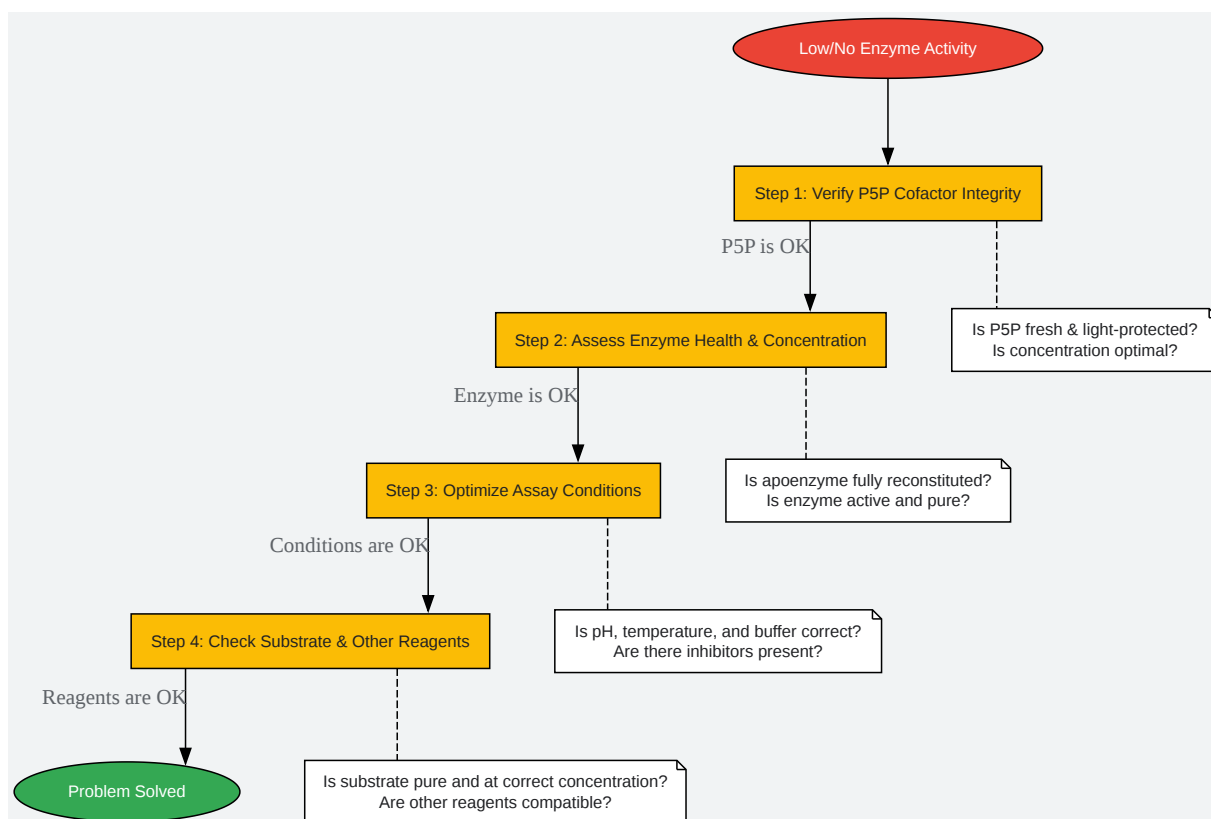 Low/No Enzyme Activity
Step 1: Verify P5P Cofactor Integrity
P5P is OK
Is P5P fresh & light-protected?
Is concentration optimal?
Step 2: Assess Enzyme Health & Concentration
Enzyme is OK
Is apoenzyme fully reconstituted?
Is enzyme active and pure?
Step 3: Optimize Assay Conditions
Conditions are OK
Is pH, temperature, and buffer correct?
Are there inhibitors present?
Step 4: Check Substrate & Other Reagents
Reagents are OK
Is substrate pure and at correct concentration?
Are other reagents compatible?
Problem Solved